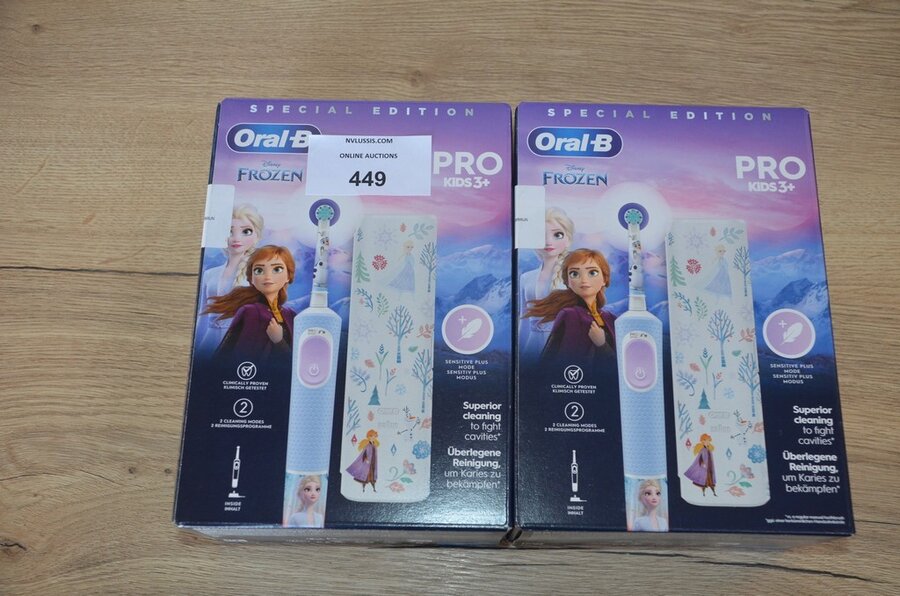 SPECIAL EDITION
Oral-B
NVLUSSIS.COM
ONLINE AUCTIONS
449
PRO
KIDS 3+
Disney
FROZEN
SENSITIVE PLUS
MODE
SENSITIV PLUS
MODUS
CLINICALLY PROVEN
KLINISCH GETESTET
2
2 CLEANING MODES
2 REINIGUNGSPROGRAMME
Superior
cleaning
to fight
cavities*
Überlegene
Reinigung,
um Karies zu
bekämpfen*
INSIDE
INHALT
SPECIAL EDITION
Oral-B
PRO
KIDS 3+
Disney
FROZEN
SENSITIVE PLUS
MODE
SENSITIV PLUS
MODUS
CLINICALLY PROVEN
KLINISCH GETESTET
2
2 CLEANING MODES
2 REINIGUNGSPROGRAMME
Superior
cleaning
to fight
cavities*
Überlegene
Reinigung,
um Karies zu
bekämpfen*
INSIDE
INHALT